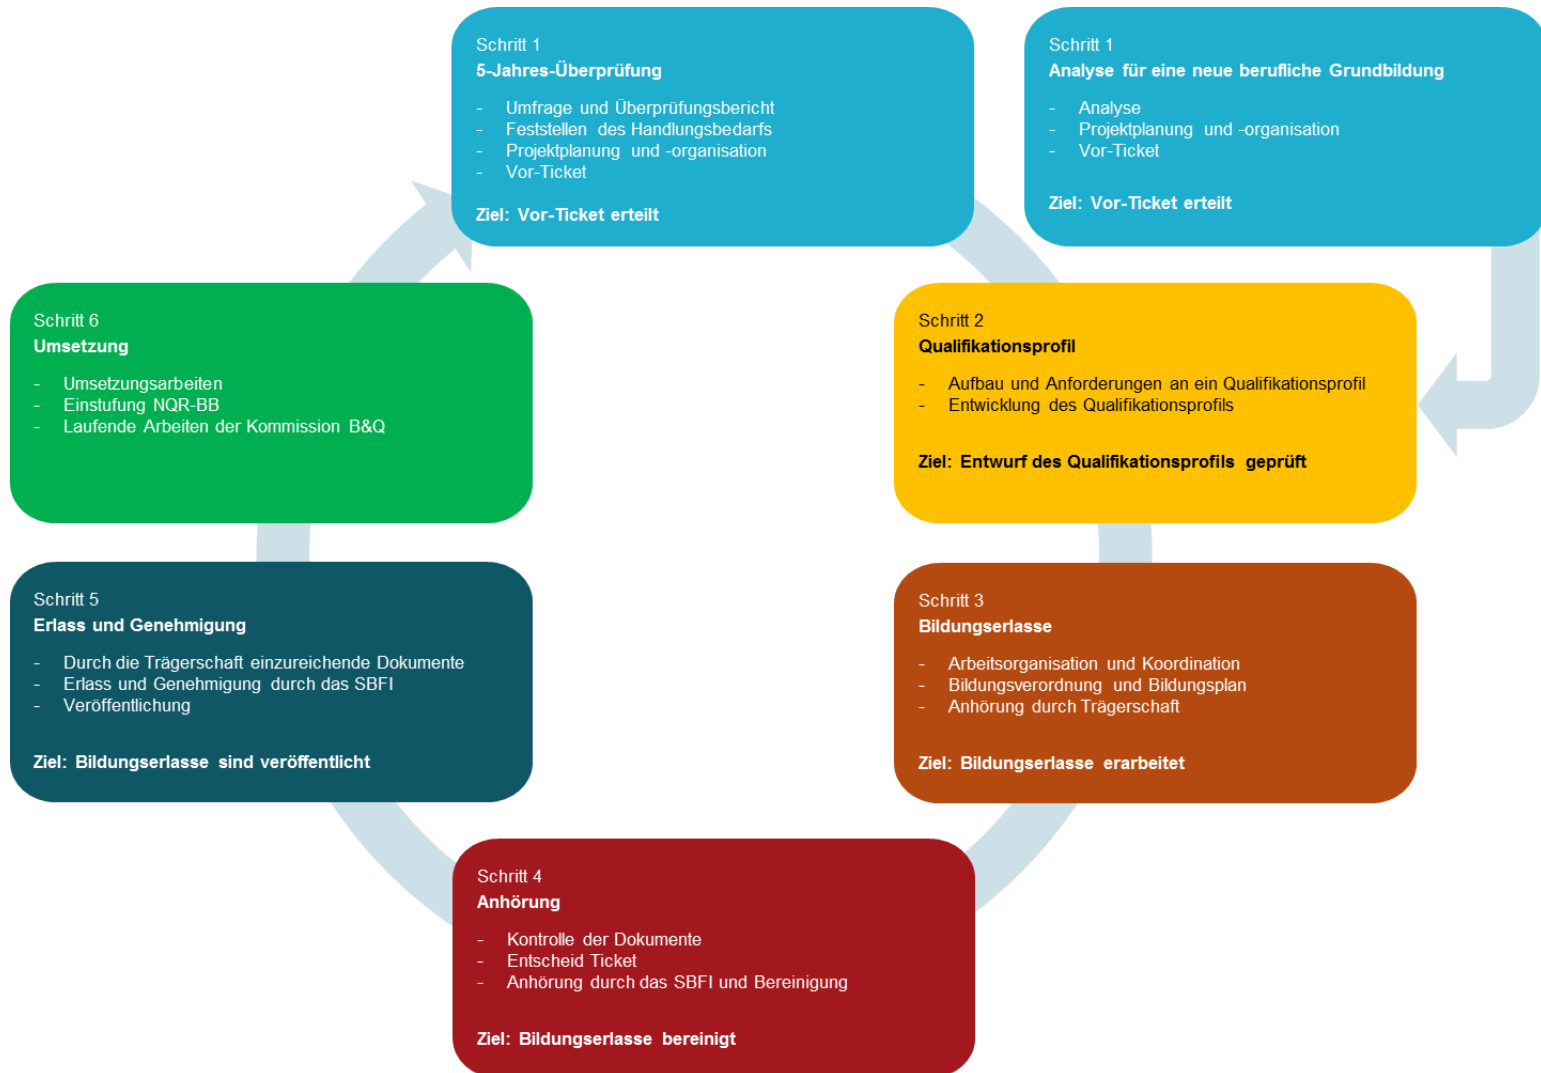 Schritt 1
5-Jahres-Überprüfung
- Umfrage und Überprüfungsbericht
- Feststellen des Handlungsbedarfs
- Projektplanung und -organisation
- Vor-Ticket
Ziel: Vor-Ticket erteilt
Schritt 1
Analyse für eine neue berufliche Grundbildung
- Analyse
- Projektplanung und -organisation
- Vor-Ticket
Ziel: Vor-Ticket erteilt
Schritt 2
Qualifikationsprofil
- Aufbau und Anforderungen an ein Qualifikationsprofil
- Entwicklung des Qualifikationsprofils
Ziel: Entwurf des Qualifikationsprofils geprüft
Schritt 3
Bildungserlasse
- Arbeitsorganisation und Koordination
- Bildungsverordnung und Bildungsplan
- Anhörung durch Trägerschaft
Ziel: Bildungserlasse erarbeitet
Schritt 4
Anhörung
- Kontrolle der Dokumente
- Entscheid Ticket
- Anhörung durch das SBFI und Bereinigung
Ziel: Bildungserlasse bereinigt
Schritt 5
Erlass und Genehmigung
- Durch die Trägerschaft einzureichende Dokumente
- Erlass und Genehmigung durch das SBFI
- Veröffentlichung
Ziel: Bildungserlasse sind veröffentlicht
Schritt 6
Umsetzung
- Umsetzungsarbeiten
- Einstufung NQR-BB
- Laufende Arbeiten der Kommission B&Q